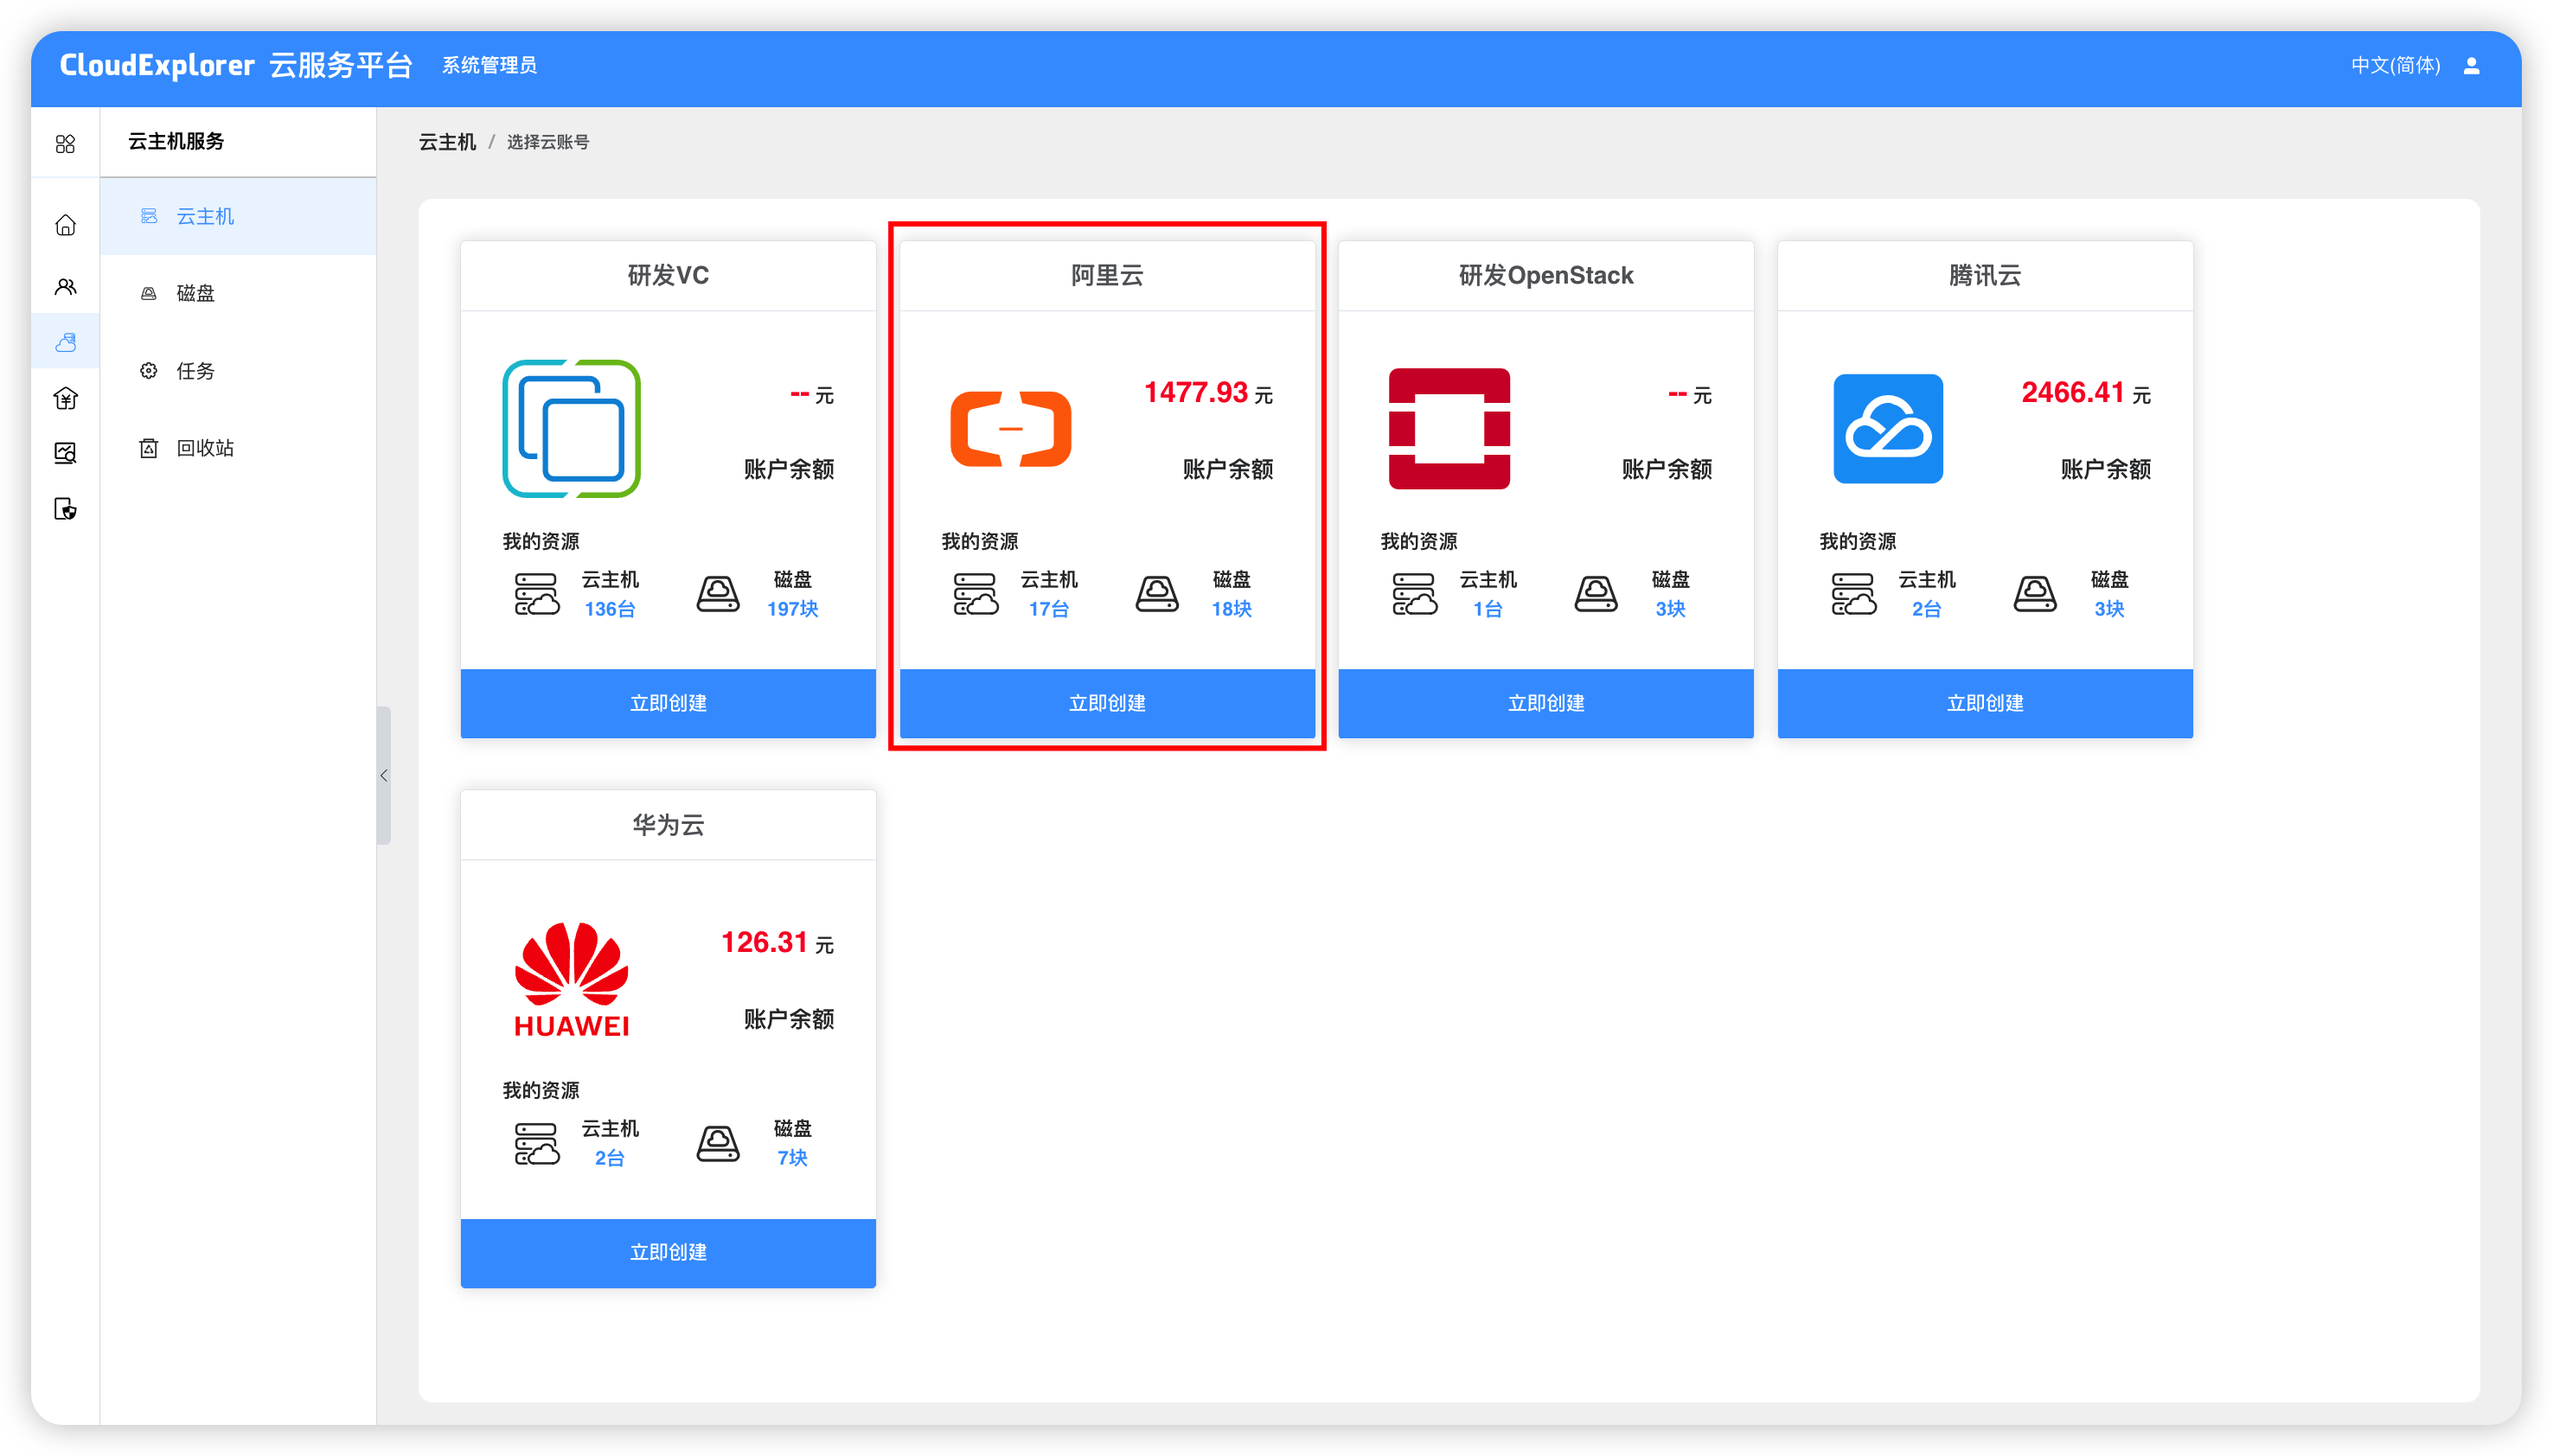 CloudExplorer 云服务平台 系统管理员 中文(简体)
云主机服务
云主机
磁盘
任务
回收站
云主机 / 选择云账号
研发VC
-- 元
账户余额
我的资源
云主机 磁盘
136台 197块
立即创建
阿里云
1477.93 元
账户余额
我的资源
云主机 磁盘
17台 18块
立即创建
研发OpenStack
-- 元
账户余额
我的资源
云主机 磁盘
1台 3块
立即创建
腾讯云
2466.41 元
账户余额
我的资源
云主机 磁盘
2台 3块
立即创建
华为云
HUAWEI
126.31 元
账户余额
我的资源
云主机 磁盘
2台 7块
立即创建